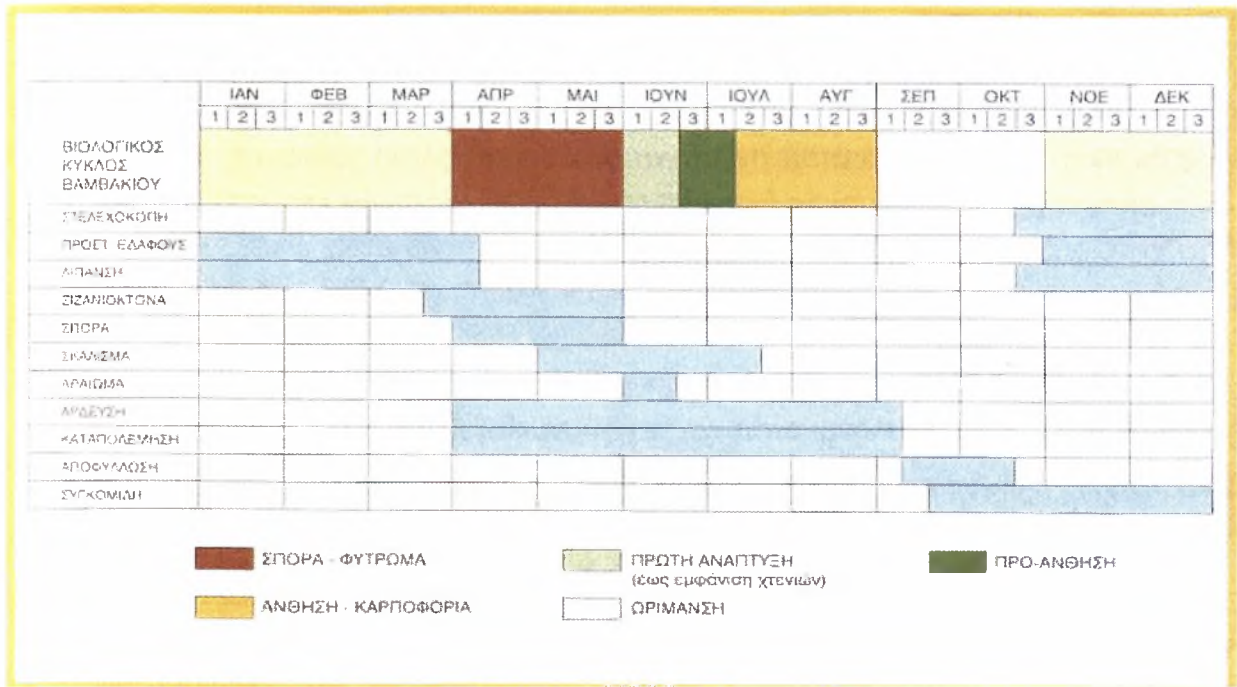 ΙΑΝ ΦΕΒ ΜΑΡ ΑΠΡ ΜΑΙ ΙΟΥΝ ΙΟΥΛ ΑΥΓ ΣΕΠ ΟΚΤ ΝΟΕ ΔΕΚ
1 2 3 1 2 3 1 2 3 1 2 3 1 2 3 1 2 3 1 2 3 1 2 3 1 2 3 1 2 3 1 2 3 1 2 3
ΒΙΟΛΟΓΙΚΟΣ
ΚΥΚΛΟΣ
ΒΑΜΒΑΚΙΟΥ
ΣΤΕΛΕΧΟΚΟΠΗ
ΠΡΟΕΤ. ΕΔΑΦΟΥΣ
ΛΙΠΑΝΣΗ
ΖΙΖΑΝΙΟΚΤΟΝΑ
ΣΠΟΡΑ
ΣΚΑΛΙΣΜΑ
ΑΡΑΙΩΜΑ
ΑΡΔΕΥΣΗ
ΚΑΤΑΠΟΛΕΜΗΣΗ
ΑΠΟΦΥΛΛΩΣΗ
ΣΥΓΚΟΜΙΔΗ
ΣΠΟΡΑ - ΦΥΤΡΟΜΑ ΠΡΩΤΗ ΑΝΑΠΤΥΞΗ ΠΡΟ-ΑΝΘΗΣΗ
(έως εμφάνιση χτενιών)
ΑΝΘΗΣΗ - ΚΑΡΠΟΦΟΡΙΑ ΩΡΙΜΑΝΣΗ